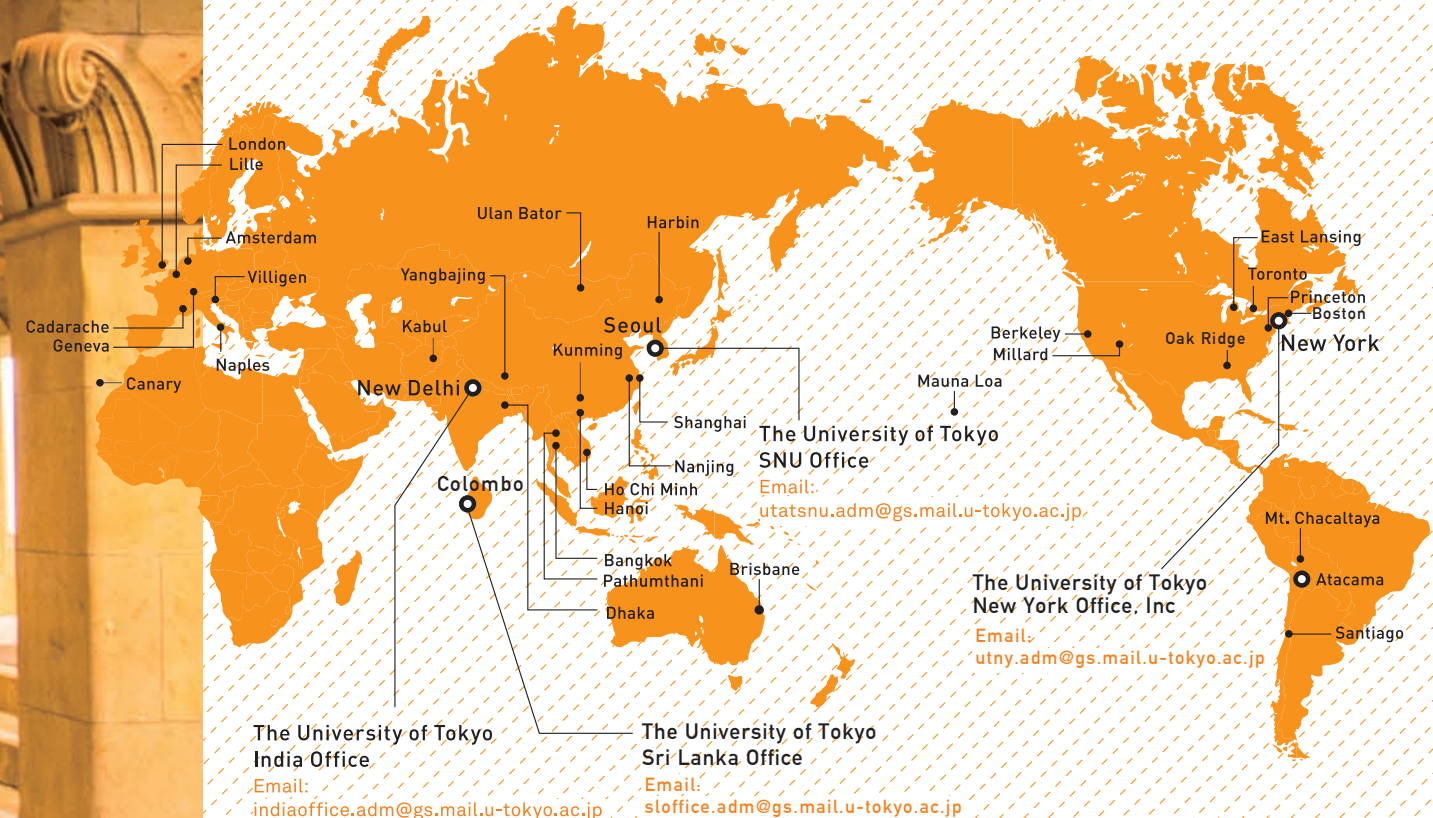 London
Lille
Amsterdam
Villigen
Cadarache
Geneva
Naples
Canary
Ulan Bator
Harbin
Yangbajing
Kabul
Seoul
Kunming
New Delhi
Shanghai
Nanjing
Colombo
Ho Chi Minh
Hanoi
Bangkok
Pathumthani
Dhaka
Brisbane
The University of Tokyo
SNU Office
Email:
utatsnu.adm@gs.mail.u-tokyo.ac.jp
Mauna Loa
East Lansing
Toronto
Princeton
Boston
Berkeley
Millard
Oak Ridge
New York
Mt. Chacaltaya
Atacama
Santiago
The University of Tokyo
New York Office, Inc
Email:
utny.adm@gs.mail.u-tokyo.ac.jp
The University of Tokyo
India Office
Email:
indiaoffice.adm@gs.mail.u-tokyo.ac.jp
The University of Tokyo
Sri Lanka Office
Email:
sloffice.adm@gs.mail.u-tokyo.ac.jp